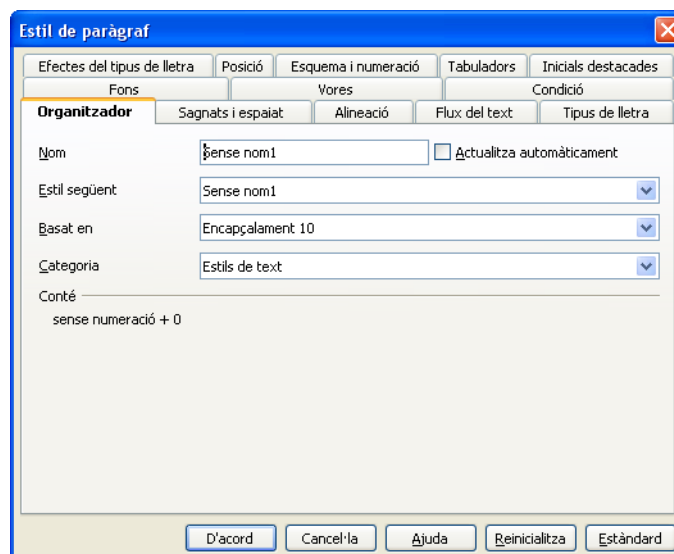 Estil de paràgraf
Efectes del tipus de lletra Posició Esquema i numeració Tabuladors Inicials destacades
Fons Vores Condició
Organitzador Sagnats i espaiat Alineació Flux del text Tipus de lletra
Nom Sense nom1 Actualitza automàticament
Estil següent Sense nom1
Basat en Encapçalament 10
Categoria Estils de text
Conté
sense numeració + 0
D'acord Cancel·la Ajuda Reinicialitza Estàndard